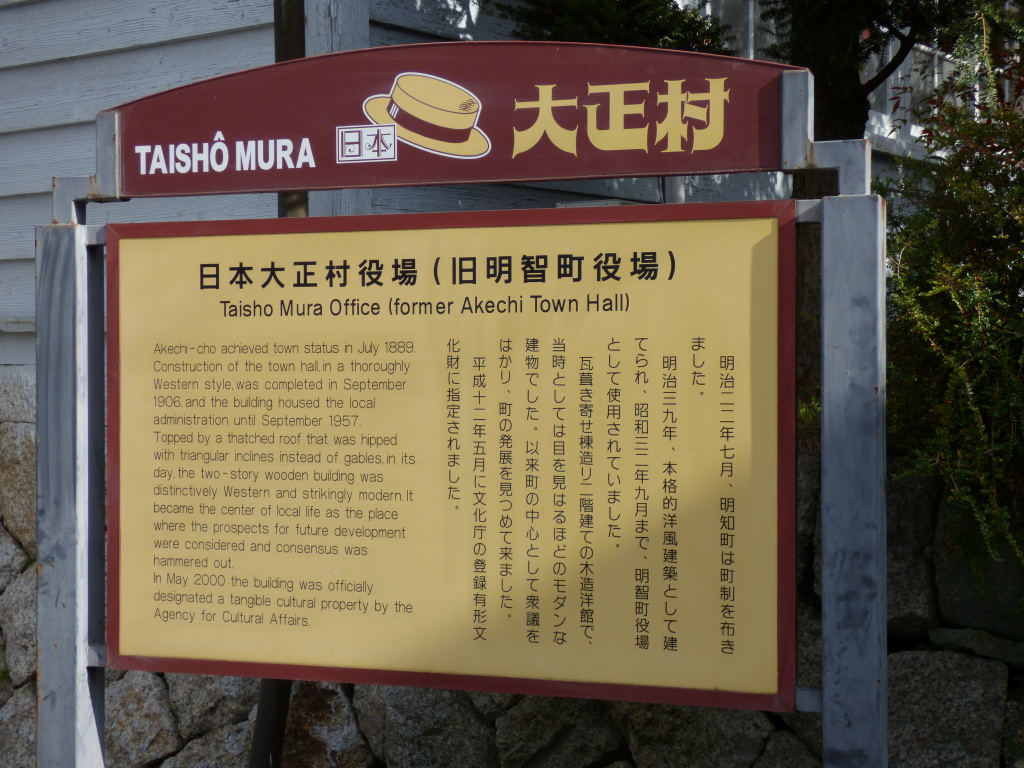 TAISHÔ MURA
日本
大正村
日本大正村役場(旧明智町役場)
Taisho Mura Office (former Akechi Town Hall)
Akechi-cho achieved town status in July 1889.
Construction of the town hall, in a thoroughly
Western style, was completed in September
1906 and the building housed the local
administration until September 1957.
Topped by a thatched roof that was hipped
with triangular inclines instead of gables, in its
day, the two-story wooden building was
distinctively Western and strikingly modern. It
became the center of local life as the place
where the prospects for future development
were considered and consensus was
hammered out.
In May 2000 the building was officially
designated a tangible cultural property by the
Agency for Cultural Affairs.
明治二二年七月、明知町は町制を布き
ました。
明治三九年、本格的洋風建築として建
てられ、昭和三二年九月まで、明智町役場
として使用されていました。
瓦葺き寄せ棟造り二階建ての木造洋館で、
当時としては目を見はるほどのモダンな
建物でした。以来町の中心として衆議を
はかり、町の発展を見つめて来ました。
平成十二年五月に文化庁の登録有形文
化財に指定されました。